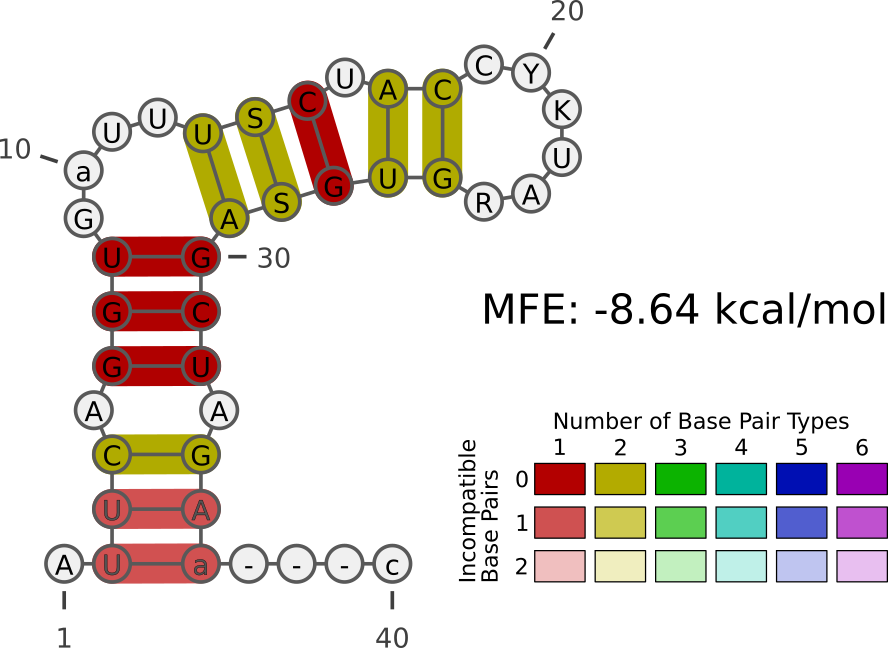 20
U A C C Y
U S C K
U U
10 a U
G U G R A
S
G A
U G 30
MFE: -8.64 kcal/mol
G C
G U
A A
Number of Base Pair Types
1 2 3 4 5 6
Incompatible
Base Pairs
0
1
2
C G
U A
A U a - - - c
1 40